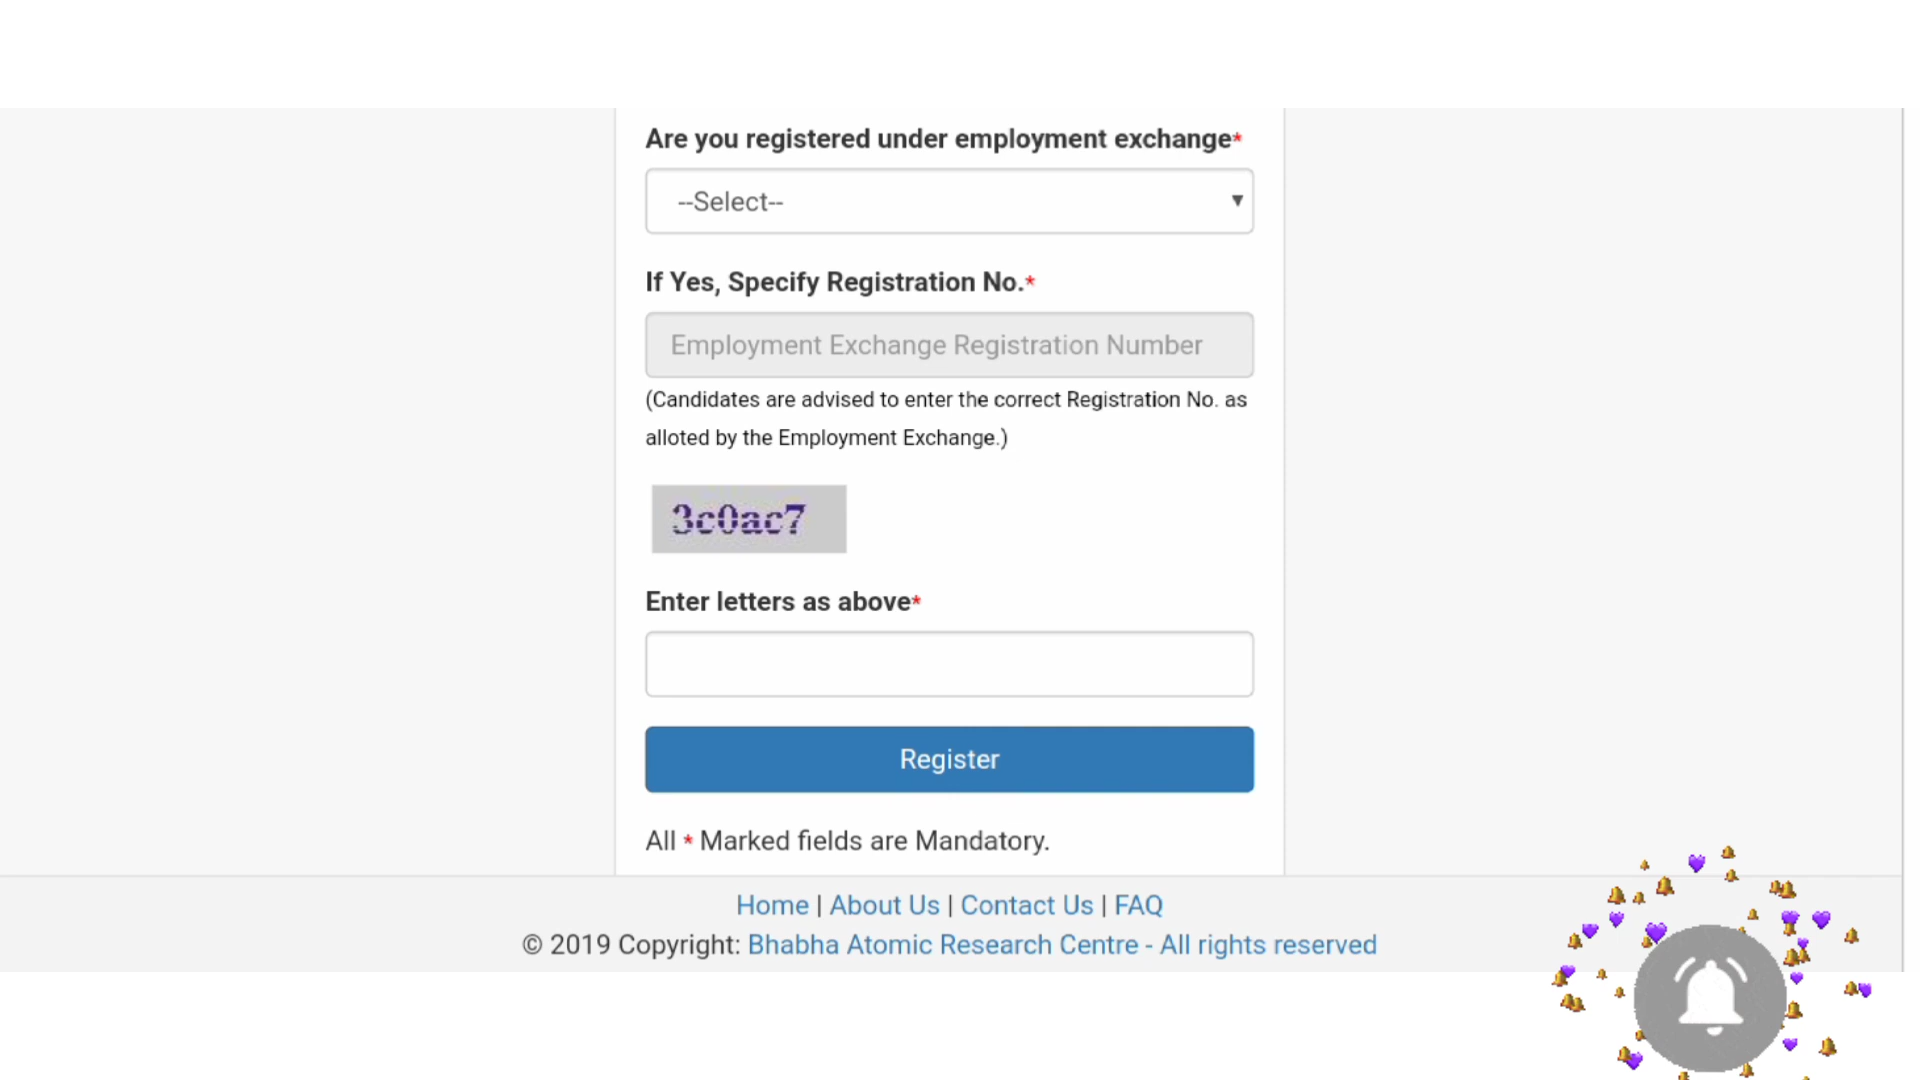 Are you registered under employment exchange*
--Select--
If Yes, Specify Registration No.*
Employment Exchange Registration Number
(Candidates are advised to enter the correct Registration No. as
alloted by the Employment Exchange.)
3c0ac7
Enter letters as above*
Register
All * Marked fields are Mandatory.
Home | About Us | Contact Us | FAQ
© 2019 Copyright: Bhabha Atomic Research Centre - All rights reserved